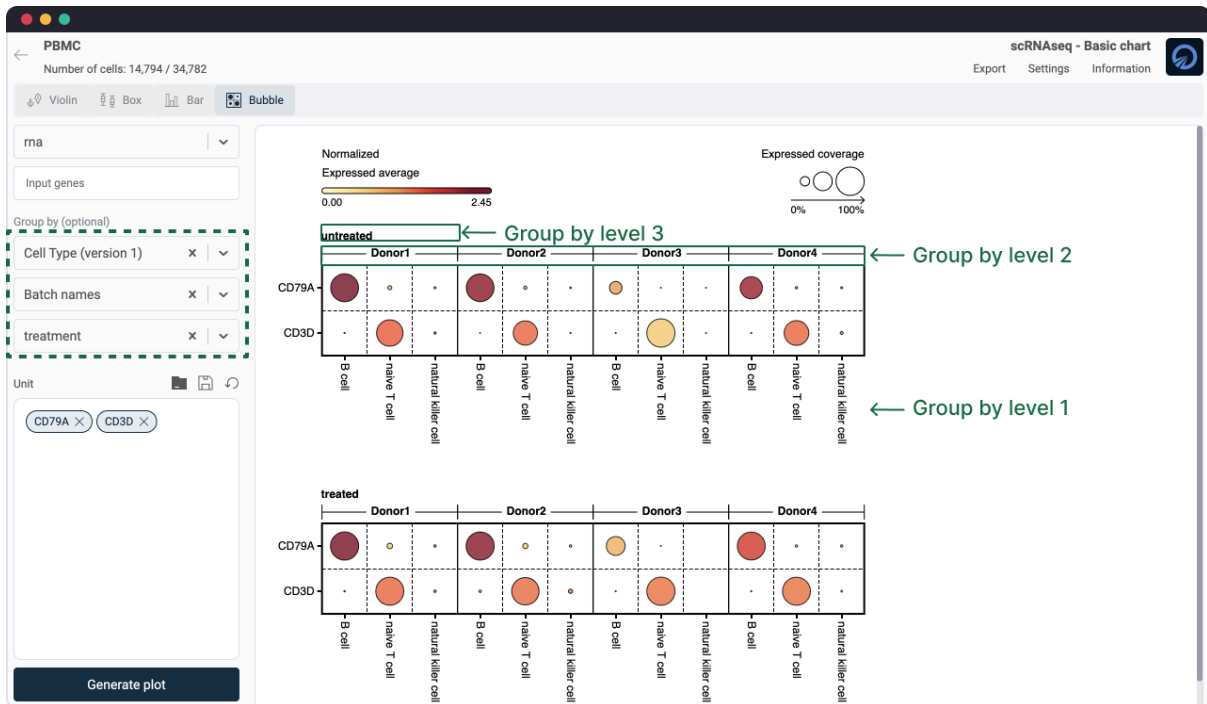 PBMC
Number of cells: 14,794 / 34,782
scRNAseq - Basic chart
Export Settings Information
Violin Box Bar Bubble
rna
Input genes
Group by (optional)
Cell Type (version 1)
Batch names
treatment
Unit
CD79A CD3D
Generate plot
Normalized
Expressed average
0.00 2.45
Expressed coverage
0% 100%
untreated
Group by level 3
Donor1 Donor2 Donor3 Donor4
Group by level 2
CD79A
CD3D
B cell naive T cell natural killer cell B cell naive T cell natural killer cell B cell naive T cell natural killer cell B cell naive T cell natural killer cell
Group by level 1
treated
Donor1 Donor2 Donor3 Donor4
CD79A
CD3D
B cell naive T cell natural killer cell B cell naive T cell natural killer cell B cell naive T cell natural killer cell B cell naive T cell natural killer cell